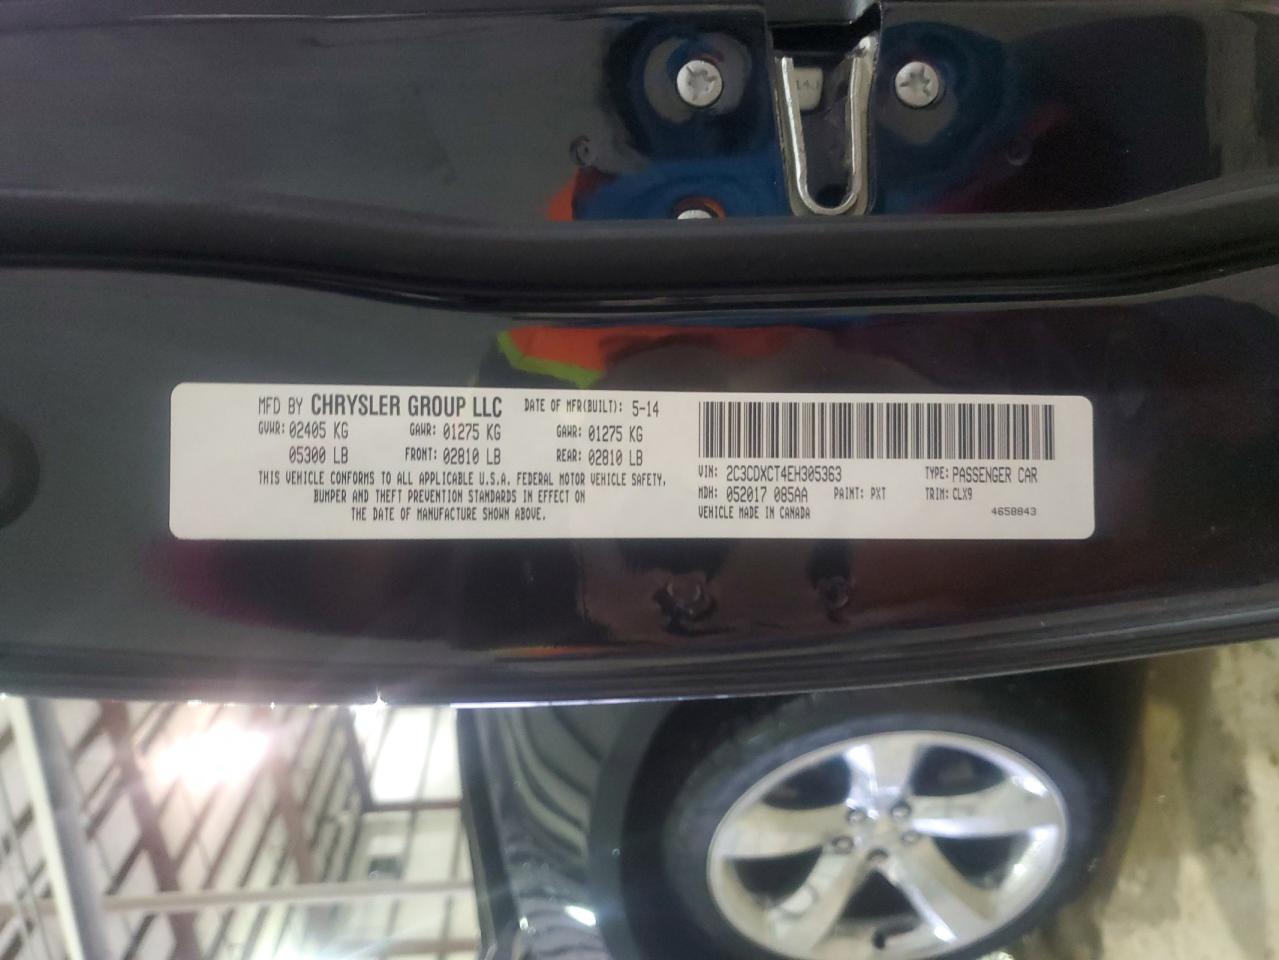 MFD BY CHRYSLER GROUP LLC DATE OF MFR(BUILT): 5-14
GVWR: 02405 KG GAWR: 01275 KG GAWR: 01275 KG
05300 LB FRONT: 02810 LB REAR: 02810 LB
THIS VEHICLE CONFORMS TO ALL APPLICABLE U.S.A. FEDERAL MOTOR VEHICLE SAFETY,
BUMPER AND THEFT PREVENTION STANDARDS IN EFFECT ON
THE DATE OF MANUFACTURE SHOWN ABOVE.
VIN: 2C3CDXCT4EH305363 TYPE: PASSENGER CAR
MDH: 052017 085AA PAINT: PXT TRIM: CLX9
VEHICLE MADE IN CANADA 4658843